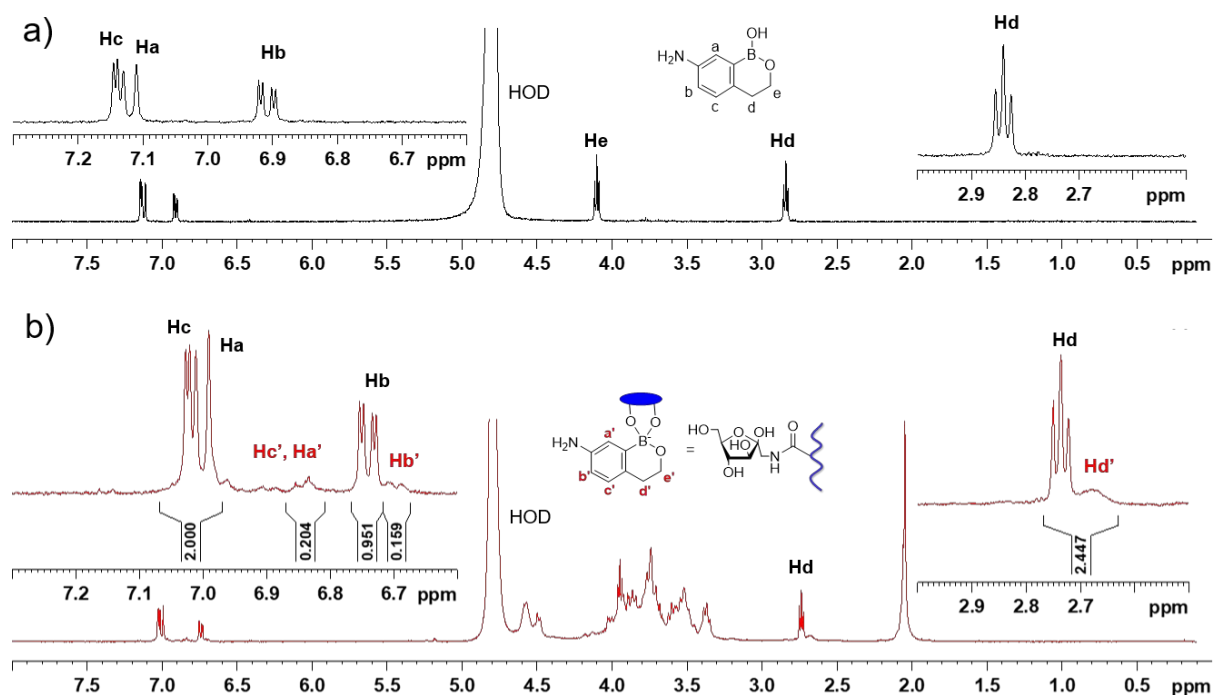 a)
Hc Ha Hb
7.2 7.1 7.0 6.9 6.8 6.7 ppm
HOD
OH
H₂N a B O
b c d e
He Hd
Hd
2.9 2.8 2.7 ppm
7.5 7.0 6.5 6.0 5.5 5.0 4.5 4.0 3.5 3.0 2.5 2.0 1.5 1.0 0.5 ppm
b)
Hc Ha Hb
Hc’, Ha’ Hb’
2.000 0.204 0.951 0.159
7.2 7.1 7.0 6.9 6.8 6.7 ppm
HOD
O O
H₂N a' B⁻ O
b' c' d' e'
=
HO O OH O
HO NH
OH
Hd
Hd
Hd’
2.447
2.9 2.8 2.7 ppm
7.0 6.5 6.0 5.5 5.0 4.5 4.0 3.5 3.0 2.5 2.0 1.5 1.0 0.5 ppm